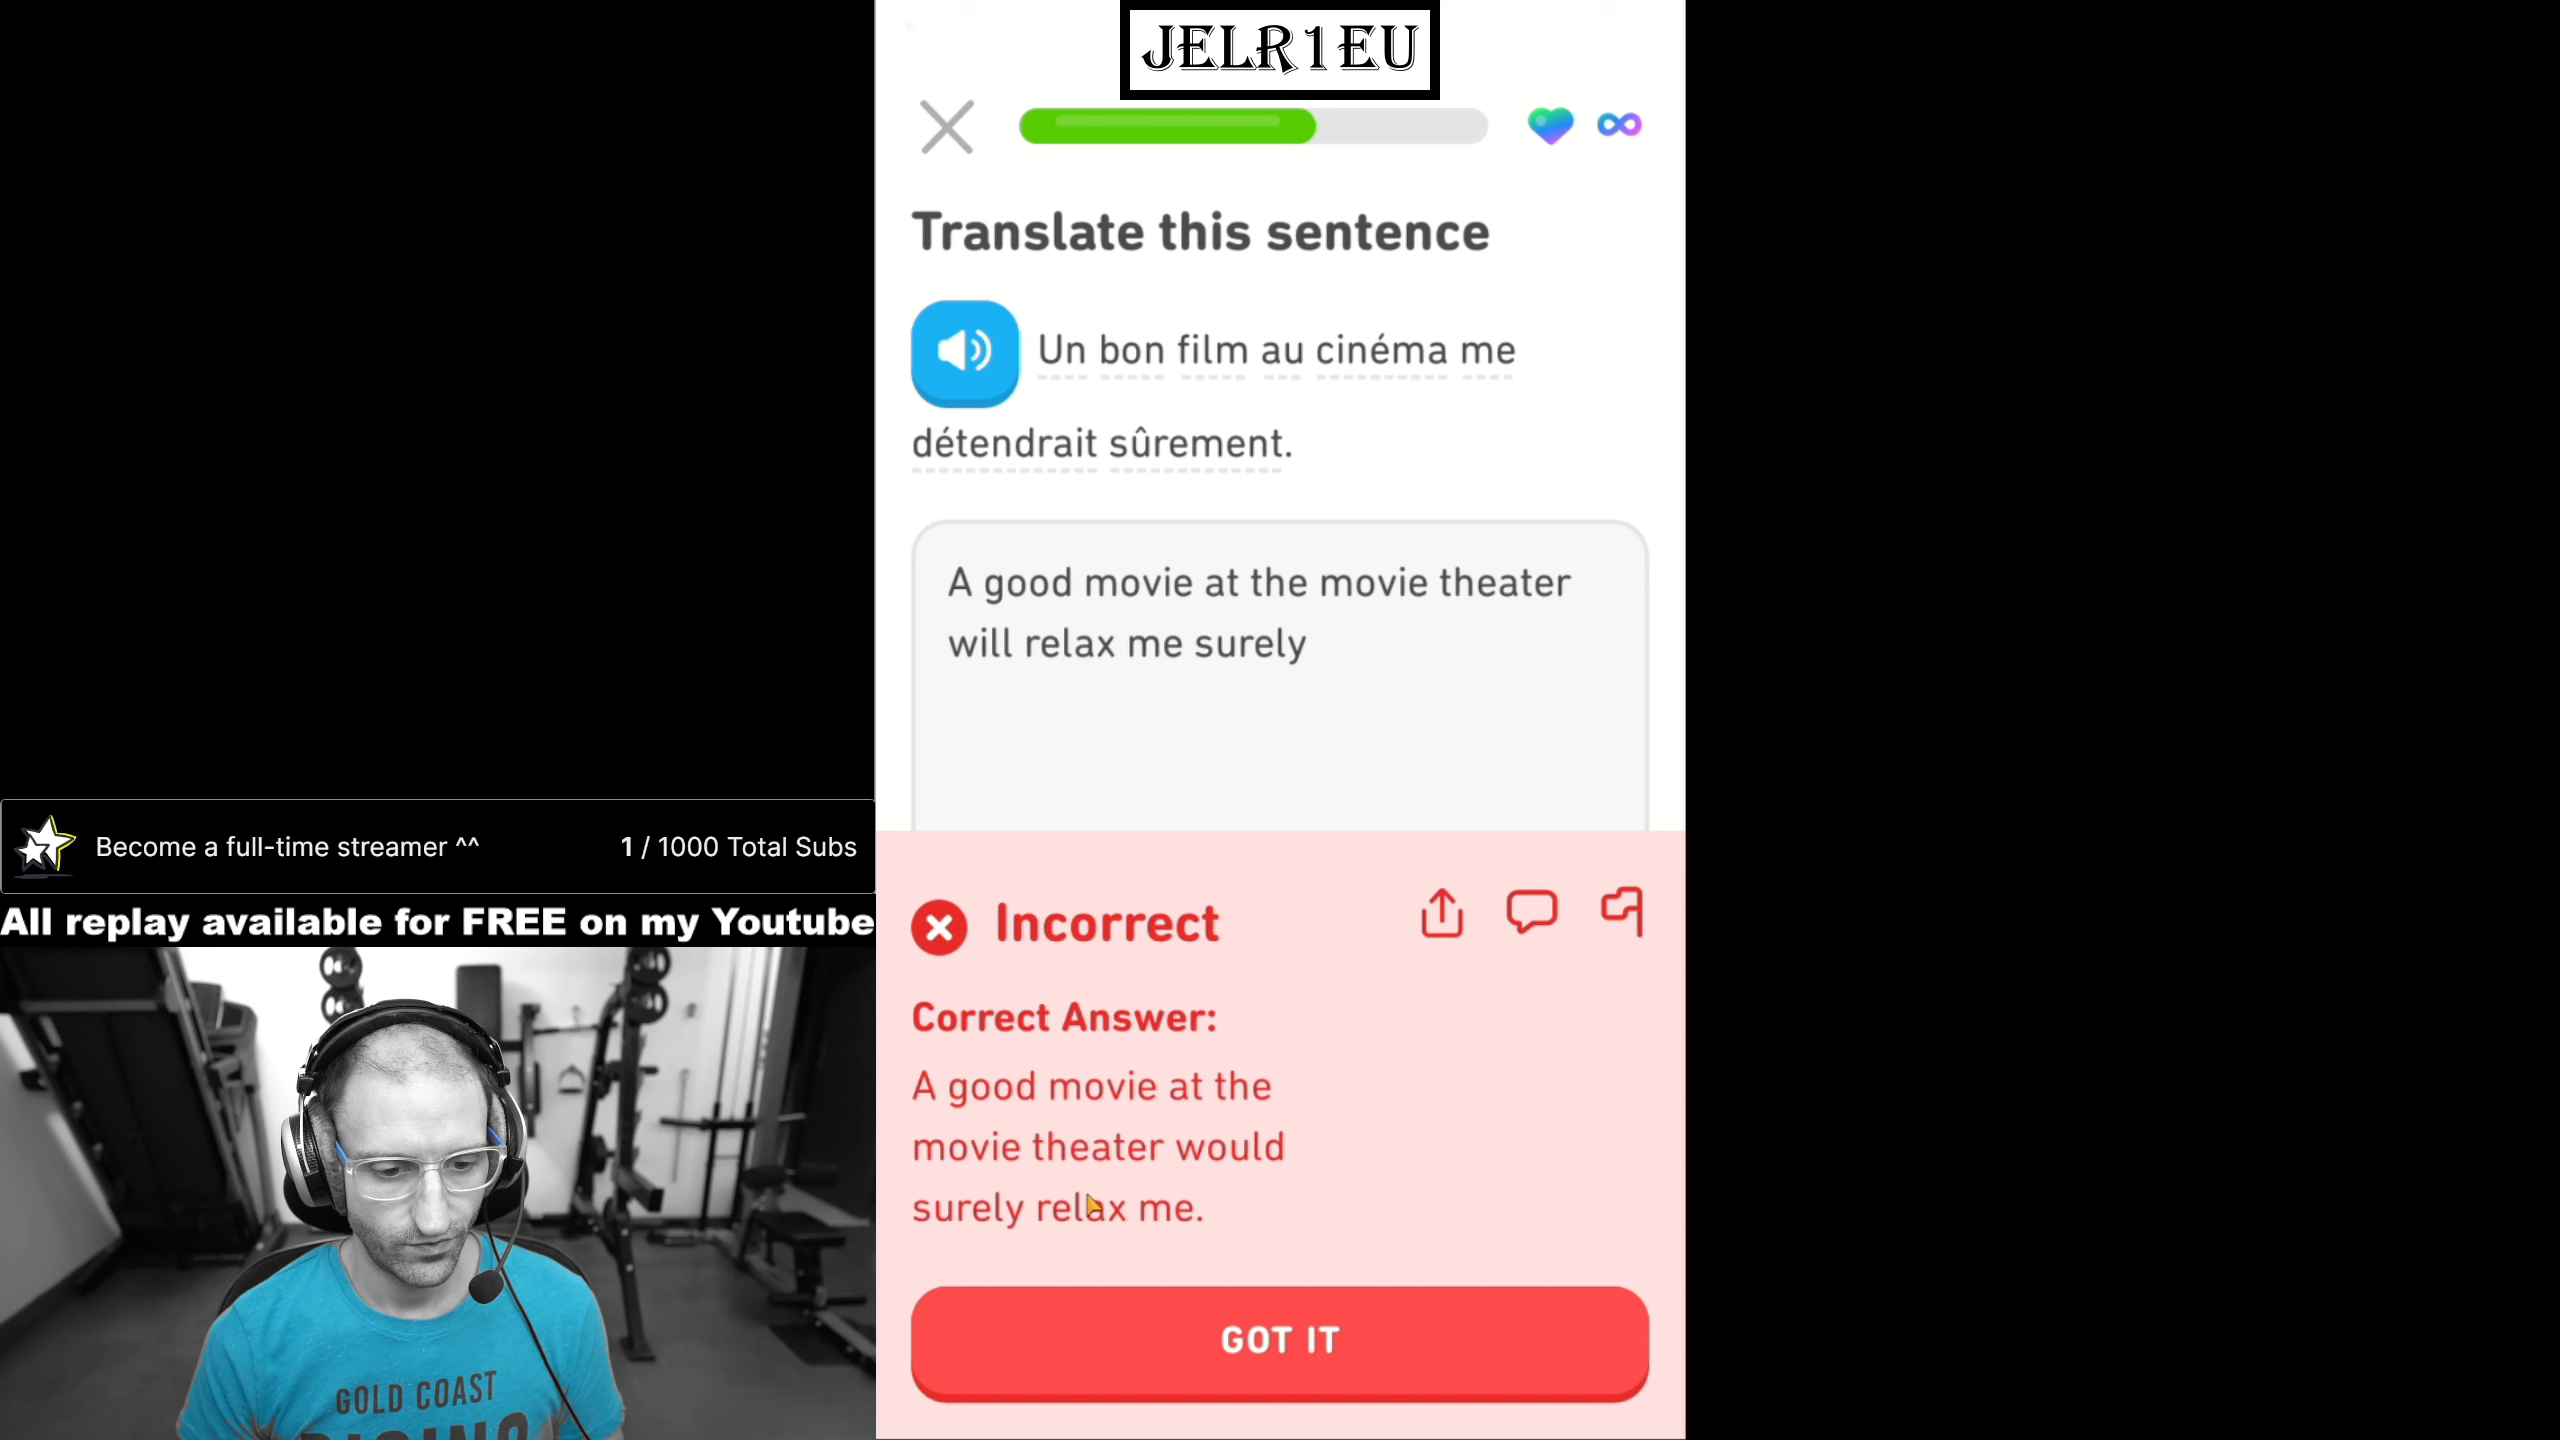 JELR1EU
Translate this sentence
Un bon film au cinéma me
détendrait sûrement.
A good movie at the movie theater
will relax me surely
Become a full-time streamer ^^ 1 / 1000 Total Subs
All replay available for FREE on my Youtube
Incorrect
Correct Answer:
A good movie at the
movie theater would
surely relax me.
GOT IT
GOLD COAST